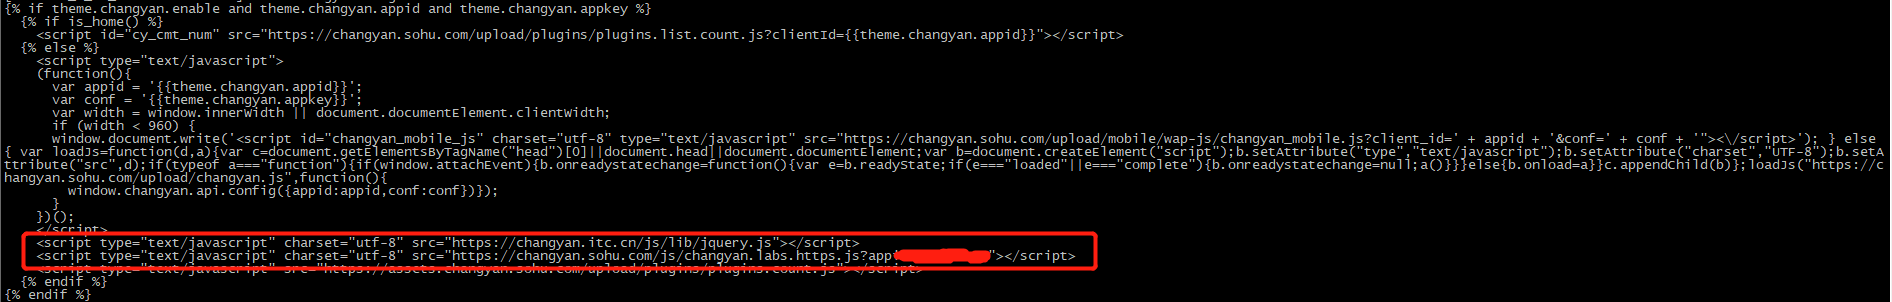 {% if theme.changyan.enable and theme.changyan.appid and theme.changyan.appkey %}
{% if is_home() %}
<script id="cy_cmt_num" src="https://changyan.sohu.com/upload/plugins/plugins.list.count.js?clientId={{theme.changyan.appid}}"></script>
{% else %}
<script type="text/javascript">
(function(){
var appid = '{{theme.changyan.appid}}';
var conf = '{{theme.changyan.appkey}}';
var width = window.innerWidth || document.documentElement.clientWidth;
if (width < 960) {
window.document.write('<script id="changyan_mobile_js" charset="utf-8" type="text/javascript" src="https://changyan.sohu.com/upload/mobile/wap-js/changyan_mobile.js?client_id=' + appid + '&conf=' + conf + '"><\/script>'); } else
{ var loadJs=function(d,a){var c=document.getElementsByTagName("head")[0]||document.head||document.documentElement;var b=document.createElement("script");b.setAttribute("type","text/javascript");b.setAttribute("charset","UTF-8");b.setA
ttribute("src",d);if(typeof a==="function"){if(window.attachEvent){b.onreadystatechange=function(){var e=b.readyState;if(e==="loaded"||e==="complete"){b.onreadystatechange=null;a()}}}else{b.onload=a}}c.appendChild(b)};loadJs("https://c
hangyan.sohu.com/upload/changyan.js",function(){
window.changyan.api.config({appid:appid,conf:conf})});
}
})();
</script>
<script type="text/javascript" charset="utf-8" src="https://changyan.itc.cn/js/lib/jquery.js"></script>
<script type="text/javascript" charset="utf-8" src="https://changyan.sohu.com/js/changyan.labs.https.js?app "></script>
<script type="text/javascript" src="https://assets.changyan.sohu.com/upload/plugins/plugins.count.js"></script>
{% endif %}
{% endif %}